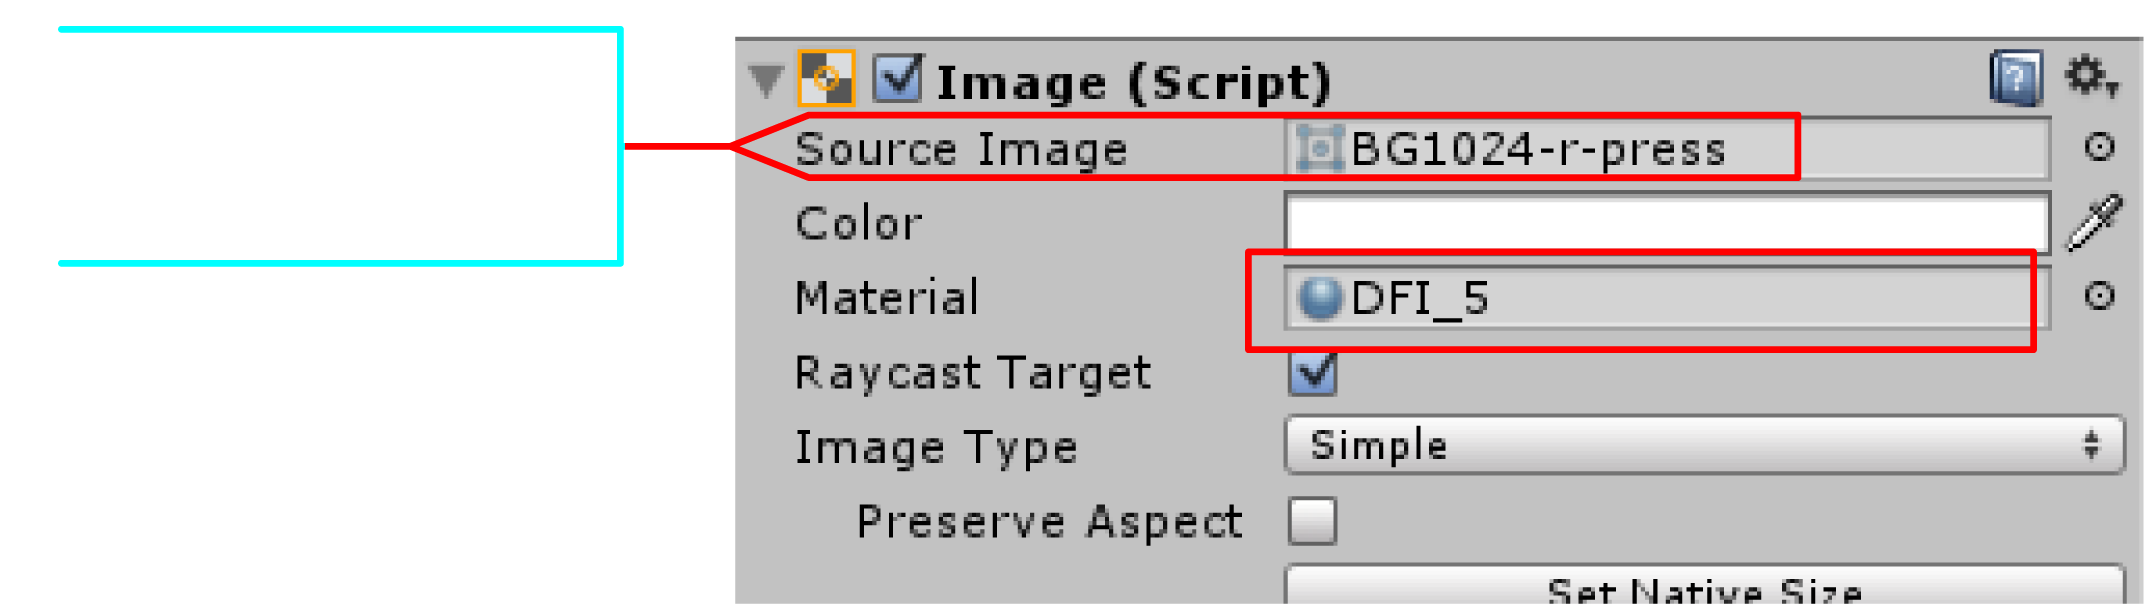 Image (Script)
Source Image BG1024-r-press
Color
Material DFI_5
Raycast Target
Image Type Simple
Preserve Aspect
Set Native Size